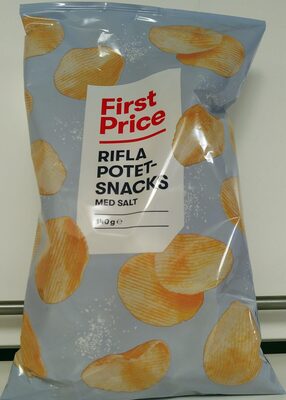 First
Price
RIFLA
POTET-
SNACKS
MED SALT